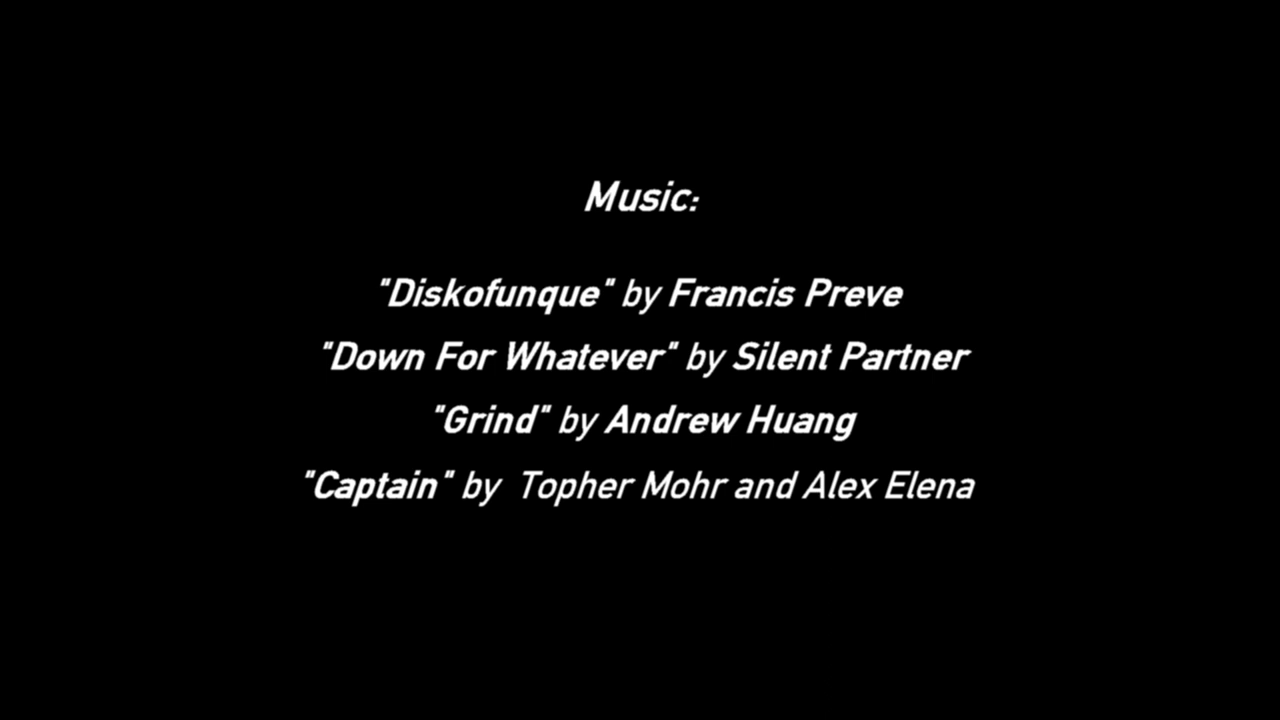 Music:
"Diskofunque" by Francis Preve
"Down For Whatever" by Silent Partner
"Grind" by Andrew Huang
"Captain" by Topher Mohr and Alex Elena